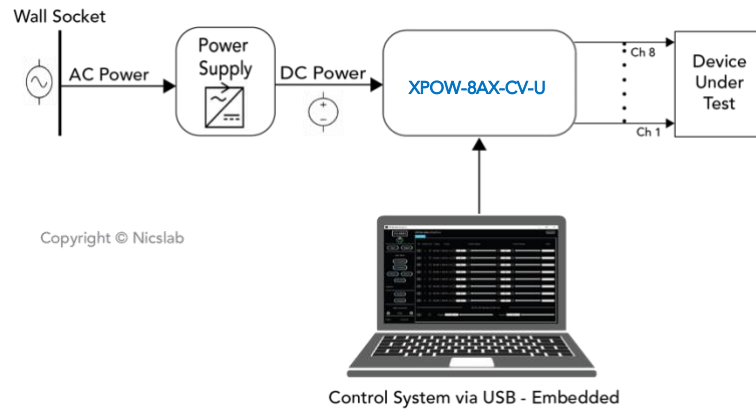 Wall Socket
AC Power
Power
Supply
DC Power
XPOW-8AX-CV-U
Ch 8
Ch 1
Device
Under
Test
Copyright © Nicslab
Control System via USB - Embedded